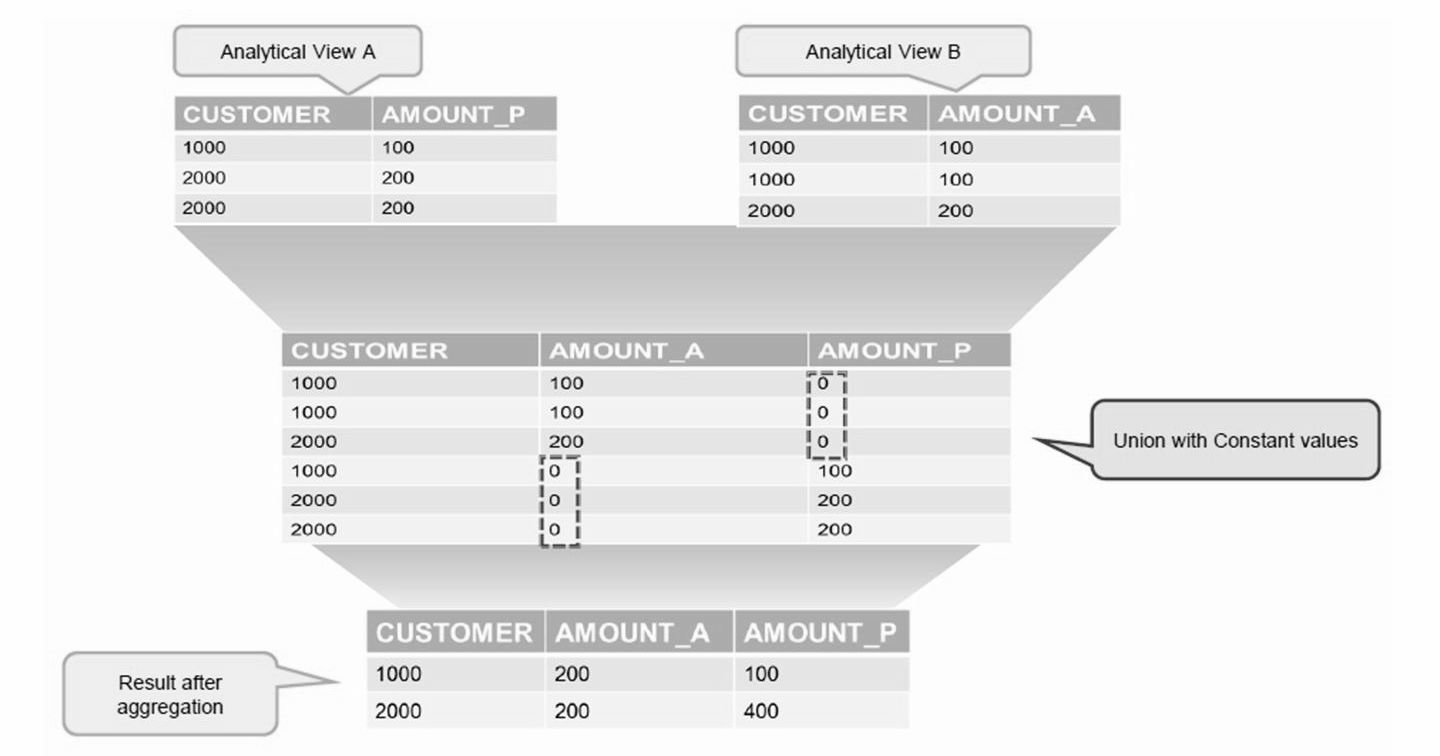 Analytical View A
Analytical View B
CUSTOMER AMOUNT_P
1000 100
2000 200
2000 200
CUSTOMER AMOUNT_A
1000 100
1000 100
2000 200
CUSTOMER AMOUNT_A AMOUNT_P
1000 100 0
1000 100 0
2000 200 0
1000 0 100
2000 0 200
2000 0 200
Union with Constant values
CUSTOMER AMOUNT_A AMOUNT_P
1000 200 100
2000 200 400
Result after
aggregation